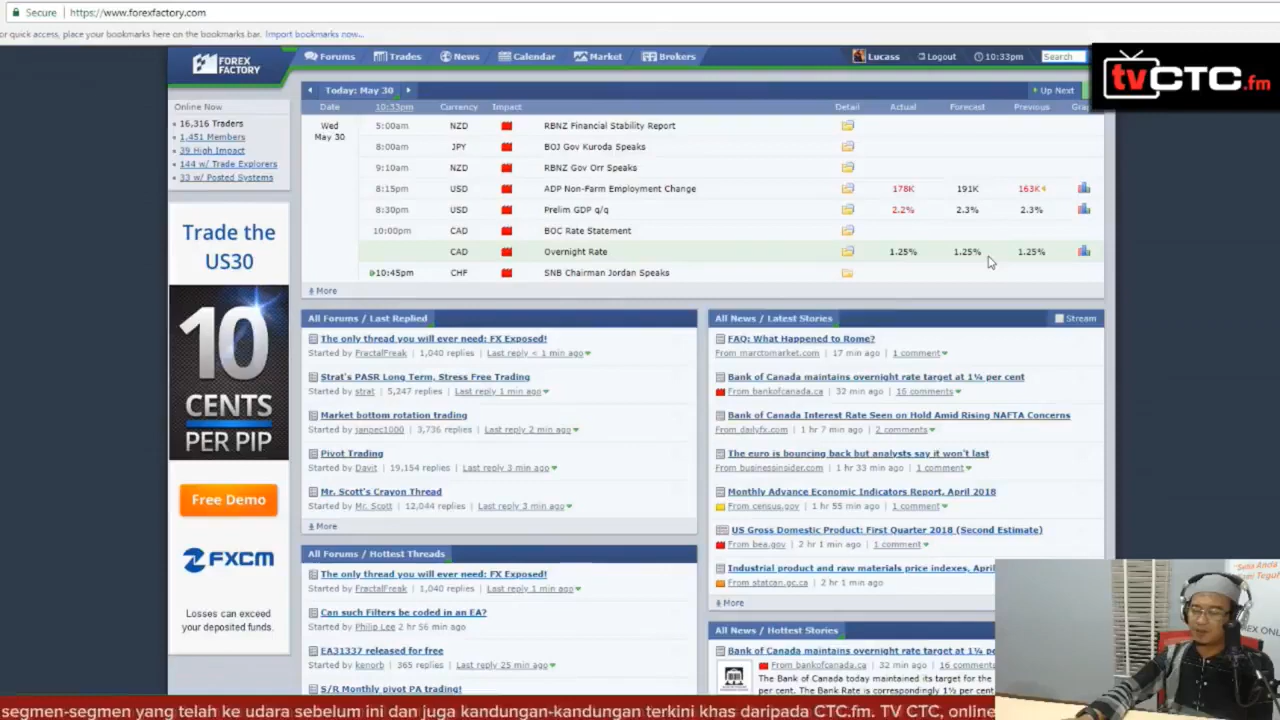 Secure | https://www.forexfactory.com
or quick access, place your bookmarks here on the bookmarks bar. Import bookmarks now...
FOREX FACTORY
Forums Trades News Calendar Market Brokers Lucass Logout 10:33pm Search
tvCTC.fm
Online Now
16,316 Traders
1,451 Members
39 High Impact
144 w/ Trade Explorers
33 w/ Posted Systems
Trade the
US30
10
CENTS
PER PIP
Free Demo
FXCM
Losses can exceed
your deposited funds.
Today: May 30 Up Next
Date 10:33pm Currency Impact Detail Actual Forecast Previous Gra
Wed May 30 5:00am NZD RBNZ Financial Stability Report
8:00am JPY BOJ Gov Kuroda Speaks
9:10am NZD RBNZ Gov Orr Speaks
8:15pm USD ADP Non-Farm Employment Change 178K 191K 163K
8:30pm USD Prelim GDP q/q 2.2% 2.3% 2.3%
10:00pm CAD BOC Rate Statement
CAD Overnight Rate 1.25% 1.25% 1.25%
10:45pm CHF SNB Chairman Jordan Speaks
More
All Forums / Last Replied
The only thread you will ever need: FX Exposed!
Started by FractalFreak | 1,040 replies | Last reply < 1 min ago
Strat's PASR Long Term, Stress Free Trading
Started by strat | 5,247 replies | Last reply 1 min ago
Market bottom rotation trading
Started by janpec1000 | 3,736 replies | Last reply 2 min ago
Pivot Trading
Started by Davit | 19,154 replies | Last reply 3 min ago
Mr. Scott's Crayon Thread
Started by Mr. Scott | 12,044 replies | Last reply 3 min ago
More
All Forums / Hottest Threads
The only thread you will ever need: FX Exposed!
Started by FractalFreak | 1,040 replies | Last reply 1 min ago
Can such Filters be coded in an EA?
Started by Philip Lee 2 hr 56 min ago
EA31337 released for free
Started by kenorb | 365 replies | Last reply 25 min ago
S/R Monthly pivot PA trading!
All News / Latest Stories Stream
FAQ: What Happened to Rome?
From marctomarket.com | 17 min ago | 1 comment
Bank of Canada maintains overnight rate target at 1¼ per cent
From bankofcanada.ca | 32 min ago | 16 comments
Bank of Canada Interest Rate Seen on Hold Amid Rising NAFTA Concerns
From dailyfx.com | 1 hr 7 min ago | 2 comments
The euro is bouncing back but analysts say it won't last
From businessinsider.com | 1 hr 33 min ago | 1 comment
Monthly Advance Economic Indicators Report, April 2018
From census.gov | 1 hr 55 min ago | 1 comment
US Gross Domestic Product: First Quarter 2018 (Second Estimate)
From bea.gov | 2 hr 1 min ago | 1 comment
Industrial product and raw materials price indexes, April
From statcan.gc.ca | 2 hr 1 min ago
More
All News / Hottest Stories
Bank of Canada maintains overnight rate target at 1¼ pe
From bankofcanada.ca | 32 min ago | 16 comments
The Bank of Canada today maintained its target for the
per cent. The Bank Rate is correspondingly 1½ per
segmen-segmen yang telah ke udara sebelum ini dan juga kandungan-kandungan terkini khas daripada CTC.fm. TV CTC, online